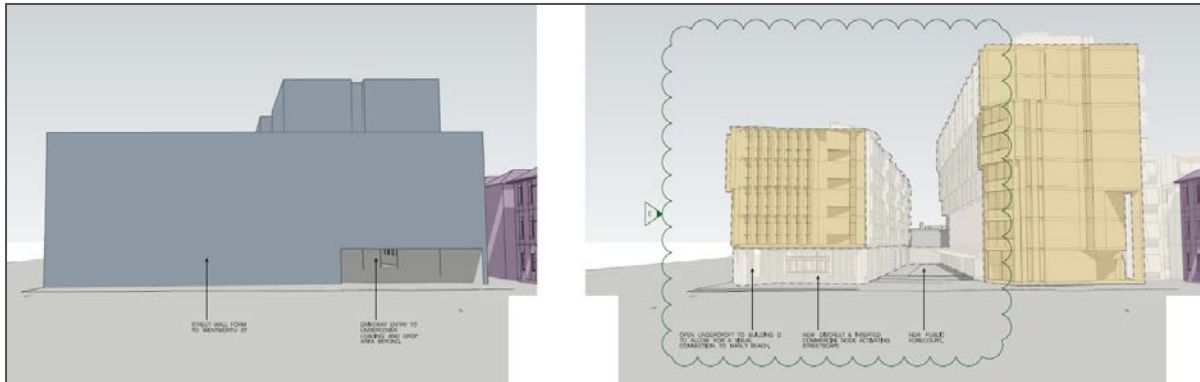 STREET WALL FORM
TO WENTWORTH ST
DRIVEWAY ENTRY TO
UNDERCOVER
LOADING AND DROP
AREA BEYOND.
E
OPEN UNDERCROFT TO BUILDING D
TO ALLOW FOR A VISUAL
CONNECTION TO MANLY BEACH.
NEW DISCREET & INSERTED
COMMERCIAL NODE ACTIVATING
STREETSCAPE
NEW PUBLIC
FORECOURT.